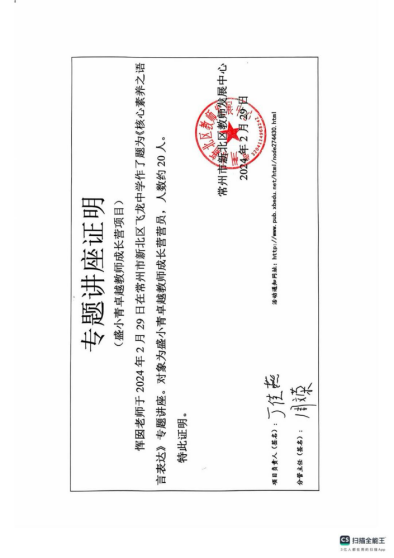 专题讲座证明
（盛小青卓越教师成长营项目）
恽茵老师于 2024 年 2 月 29 日在常州市新北区飞龙中学作了题为《核心素养之语
言表达》专题讲座。对象为盛小青卓越教师成长营营员，人数约 20 人。
特此证明。
常州市新北区教师发展中心
2024 年 2 月 29 日
项目负责人（签名）：丁佳燕
分管主任（签名）：周
活动通知网址：http://www.pub.xbedu.net/html/node274430.html
CS 扫描全能王
3亿人都在用的扫描App